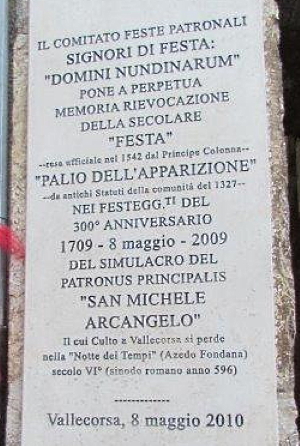 IL COMITATO FESTE PATRONALI
SIGNORI DI FESTA:
"DOMINI NUNDINARUM"
PONE A PERPETUA
MEMORIA RIEVOCAZIONE
DELLA SECOLARE
"FESTA"
--resa ufficiale nel 1542 dal Principe Colonna--
"PALIO DELL'APPARIZIONE"
--da antichi Statuti della comunità del 1327--
NEI FESTEGG.TI DEL
300° ANNIVERSARIO
1709 - 8 maggio - 2009
DEL SIMULACRO DEL
PATRONUS PRINCIPALIS
"SAN MICHELE
ARCANGELO"
Il cui Culto a Vallecorsa si perde
nella "Notte dei Tempi" (Azedo Fondana)
secolo VI° (sinodo romano anno 596)
-------------
Vallecorsa, 8 maggio 2010